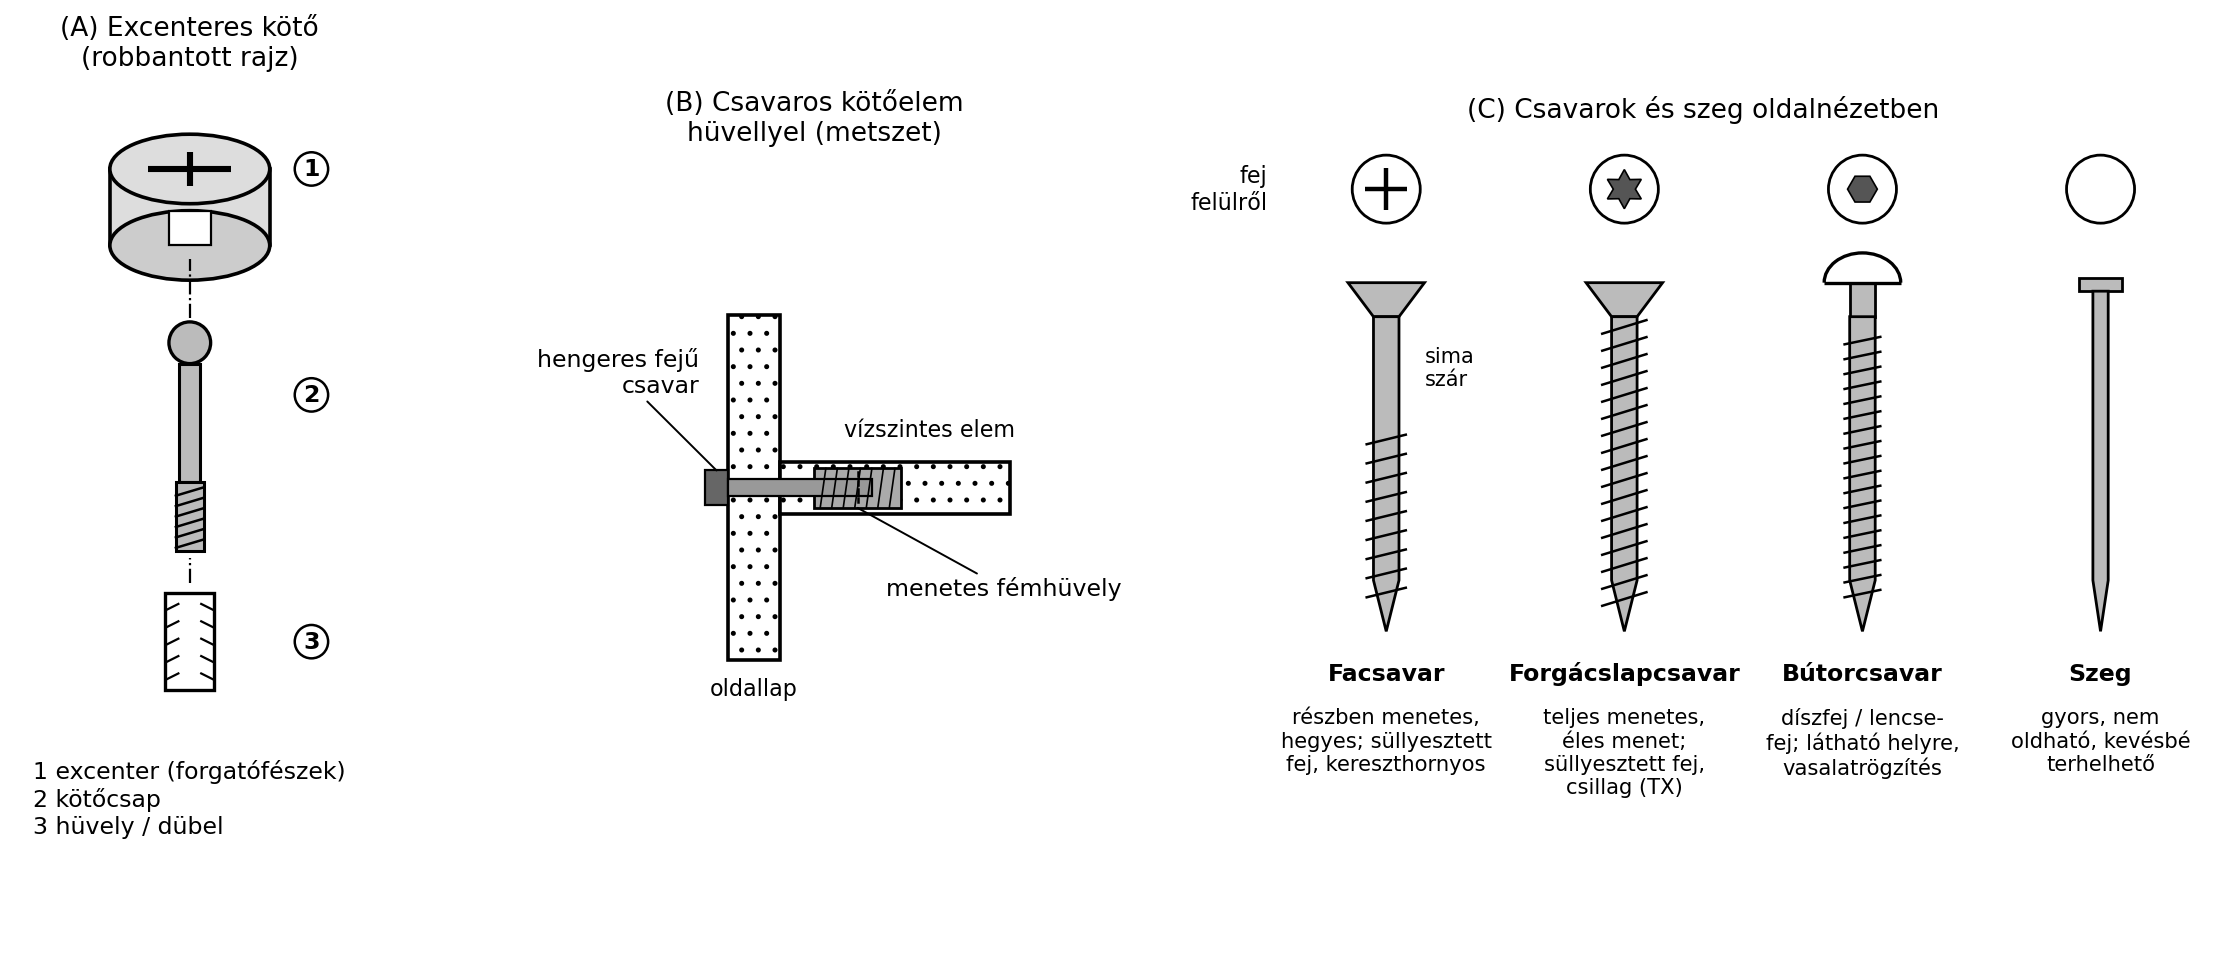 (A) Excenteres kötő
(robbantott rajz)
1
2
3
1 excenter (forgatófészek)
2 kötőcsap
3 hüvely / dübel
(B) Csavaros kötőelem
hüvellyel (metszet)
hengeres fejű
csavar
vízszintes elem
menetes fémhüvely
oldallap
(C) Csavarok és szeg oldalnézetben
fej
felülről
sima
szár
Facsavar
részben menetes,
hegyes; süllyesztett
fej, kereszthornyos
Forgácslapcsavar
teljes menetes,
éles menet;
süllyesztett fej,
csillag (TX)
Bútorcsavar
díszfej / lencse-
fej; látható helyre,
vasalatrögzítés
Szeg
gyors, nem
oldható, kevésbé
terhelhető